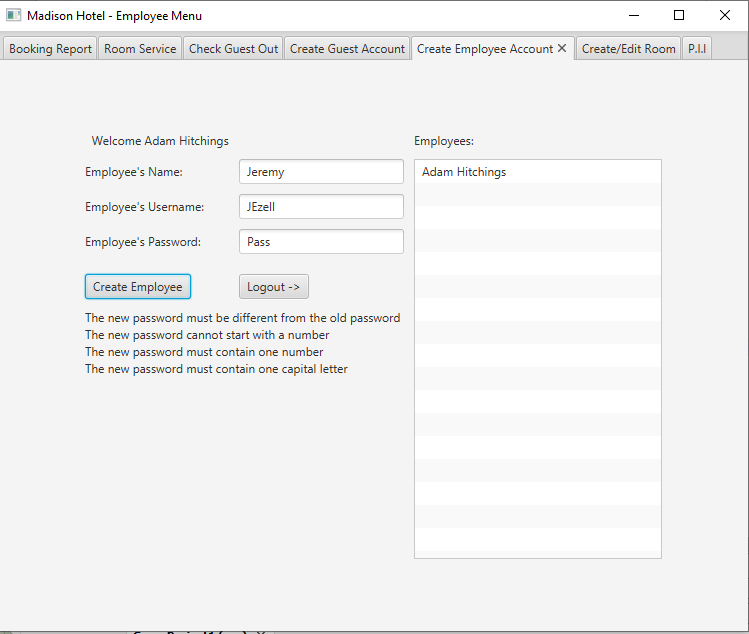 Madison Hotel - Employee Menu
Booking Report Room Service Check Guest Out Create Guest Account Create Employee Account Create/Edit Room P.I.I
Welcome Adam Hitchings
Employees:
Employee's Name: Jeremy
Adam Hitchings
Employee's Username: JEzell
Employee's Password: Pass
Create Employee Logout ->
The new password must be different from the old password
The new password cannot start with a number
The new password must contain one number
The new password must contain one capital letter